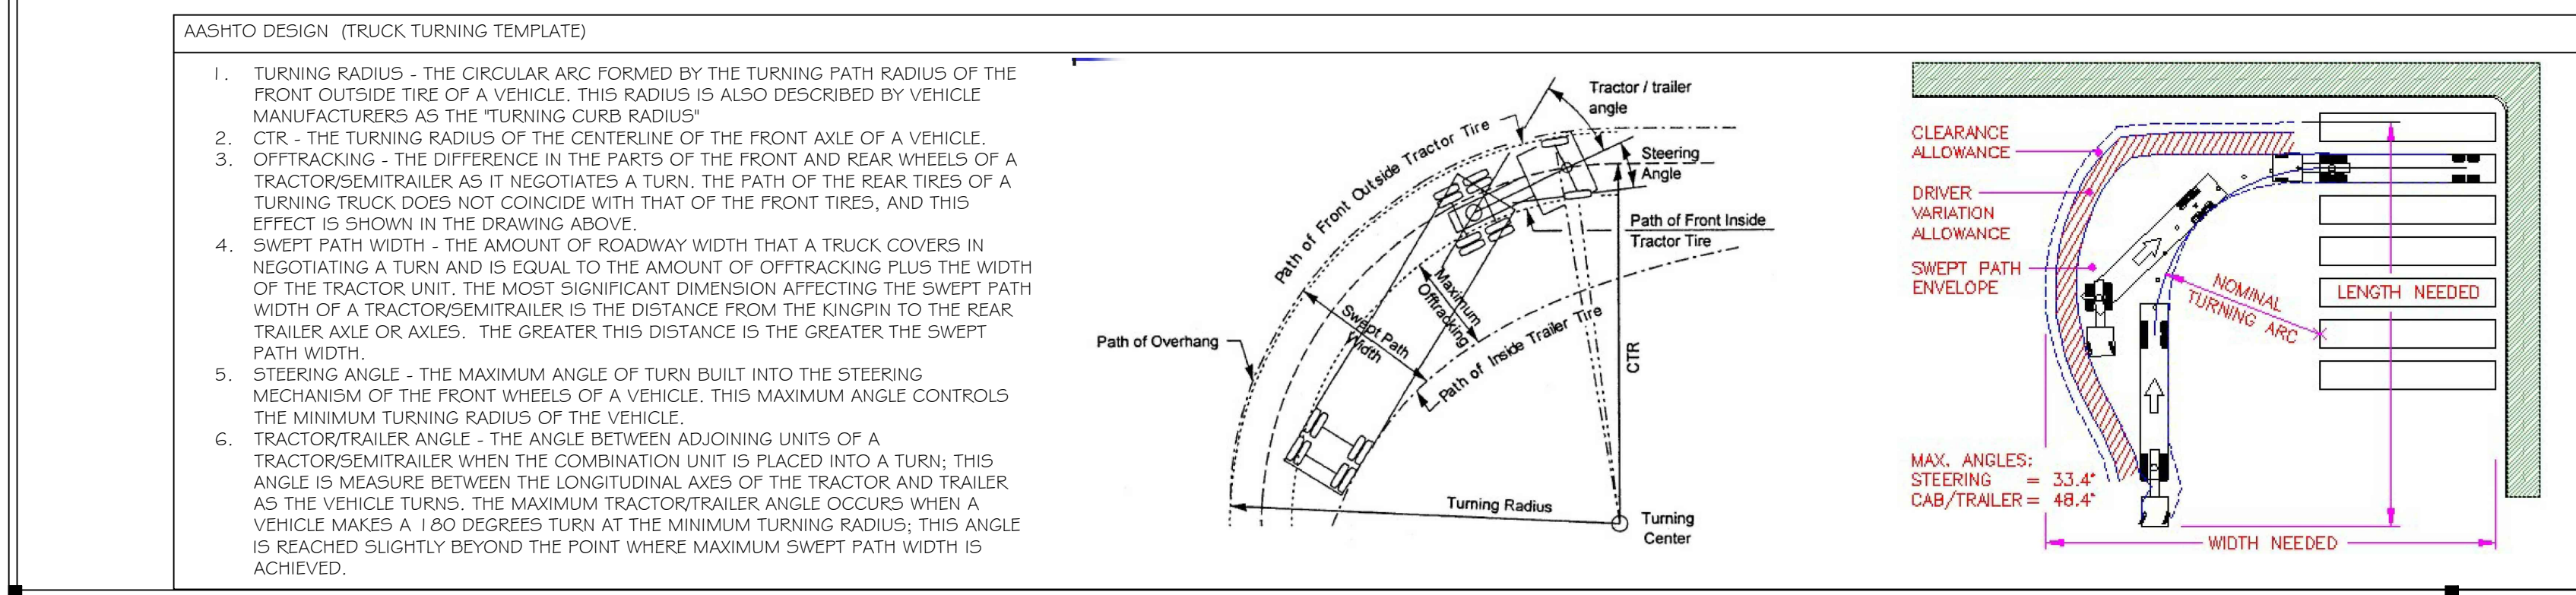 AASHTO DESIGN (TRUCK TURNING TEMPLATE)
1. TURNING RADIUS - THE CIRCULAR ARC FORMED BY THE TURNING PATH RADIUS OF THE
FRONT OUTSIDE TIRE OF A VEHICLE. THIS RADIUS IS ALSO DESCRIBED BY VEHICLE
MANUFACTURERS AS THE "TURNING CURB RADIUS"
2. CTR - THE TURNING RADIUS OF THE CENTERLINE OF THE FRONT AXLE OF A VEHICLE.
3. OFFTRACKING - THE DIFFERENCE IN THE PARTS OF THE FRONT AND REAR WHEELS OF A
TRACTOR/SEMITRAILER AS IT NEGOTIATES A TURN. THE PATH OF THE REAR TIRES OF A
TURNING TRUCK DOES NOT COINCIDE WITH THAT OF THE FRONT TIRES, AND THIS
EFFECT IS SHOWN IN THE DRAWING ABOVE.
4. SWEPT PATH WIDTH - THE AMOUNT OF ROADWAY WIDTH THAT A TRUCK COVERS IN
NEGOTIATING A TURN AND IS EQUAL TO THE AMOUNT OF OFFTRACKING PLUS THE WIDTH
OF THE TRACTOR UNIT. THE MOST SIGNIFICANT DIMENSION AFFECTING THE SWEPT PATH
WIDTH OF A TRACTOR/SEMITRAILER IS THE DISTANCE FROM THE KINGPIN TO THE REAR
TRAILER AXLE OR AXLES. THE GREATER THIS DISTANCE IS THE GREATER THE SWEPT
PATH WIDTH.
5. STEERING ANGLE - THE MAXIMUM ANGLE OF TURN BUILT INTO THE STEERING
MECHANISM OF THE FRONT WHEELS OF A VEHICLE. THIS MAXIMUM ANGLE CONTROLS
THE MINIMUM TURNING RADIUS OF THE VEHICLE.
6. TRACTOR/TRAILER ANGLE - THE ANGLE BETWEEN ADJOINING UNITS OF A
TRACTOR/SEMITRAILER WHEN THE COMBINATION UNIT IS PLACED INTO A TURN; THIS
ANGLE IS MEASURE BETWEEN THE LONGITUDINAL AXES OF THE TRACTOR AND TRAILER
AS THE VEHICLE TURNS. THE MAXIMUM TRACTOR/TRAILER ANGLE OCCURS WHEN A
VEHICLE MAKES A 180 DEGREES TURN AT THE MINIMUM TURNING RADIUS; THIS ANGLE
IS REACHED SLIGHTLY BEYOND THE POINT WHERE MAXIMUM SWEPT PATH WIDTH IS
ACHIEVED.
Tractor / trailer
angle
Path of Front Outside Tractor Tire
Steering
Angle
Path of Front Inside
Tractor Tire
Maximum
Offtracking
Swept Path
Width
Path of Inside Trailer Tire
Path of Overhang
CTR
Turning Radius
Turning
Center
CLEARANCE
ALLOWANCE
DRIVER
VARIATION
ALLOWANCE
SWEPT PATH
ENVELOPE
NOMINAL
TURNING ARC
LENGTH NEEDED
MAX. ANGLES:
STEERING = 33.4°
CAB/TRAILER = 48.4°
WIDTH NEEDED